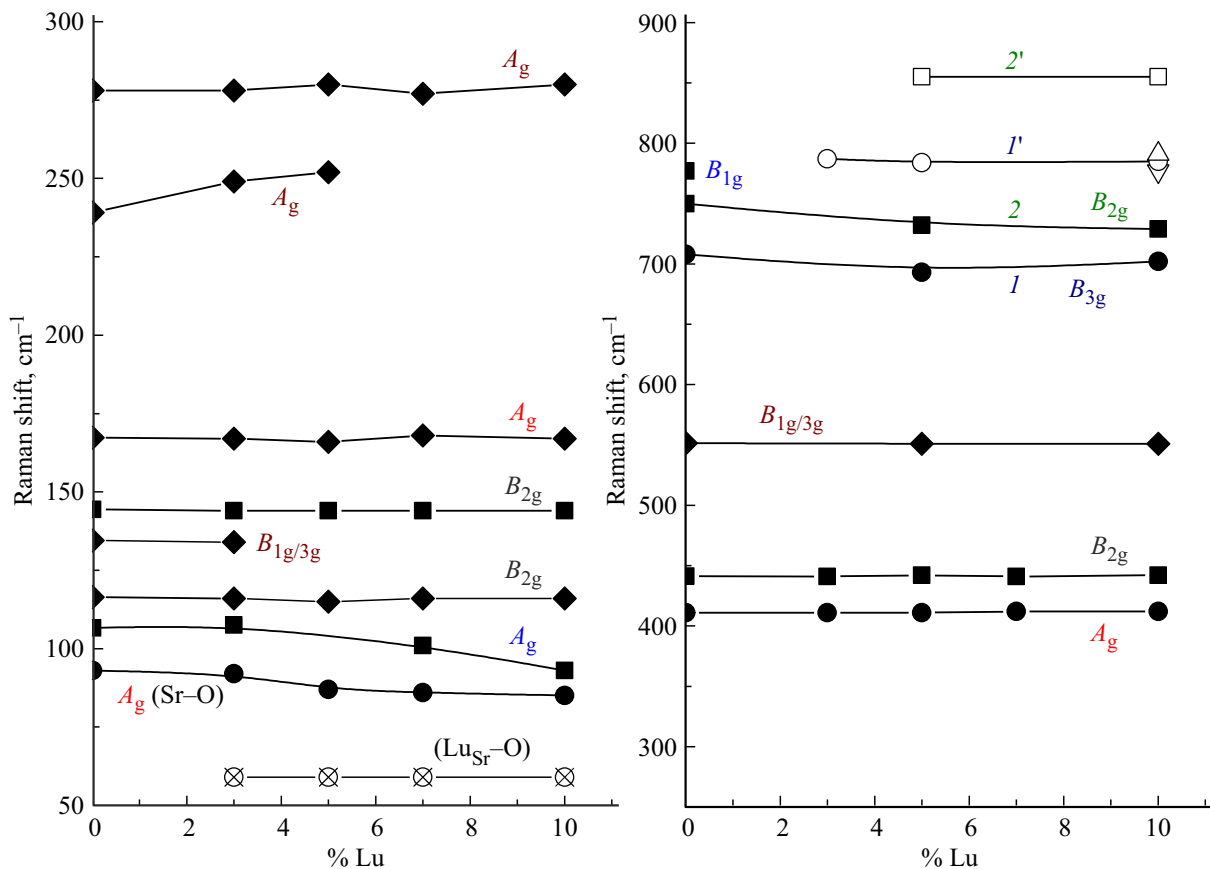 300
250
200
150
100
50
Raman shift, cm–1
0 2 4 6 8 10
% Lu
Ag
Ag
Ag
B2g
B1g/3g
B2g
Ag
Ag (Sr–O)
(LuSr–O)
900
800
700
600
500
400
300
Raman shift, cm–1
0 2 4 6 8 10
% Lu
2'
1'
B1g
2 B2g
1 B3g
B1g/3g
B2g
Ag